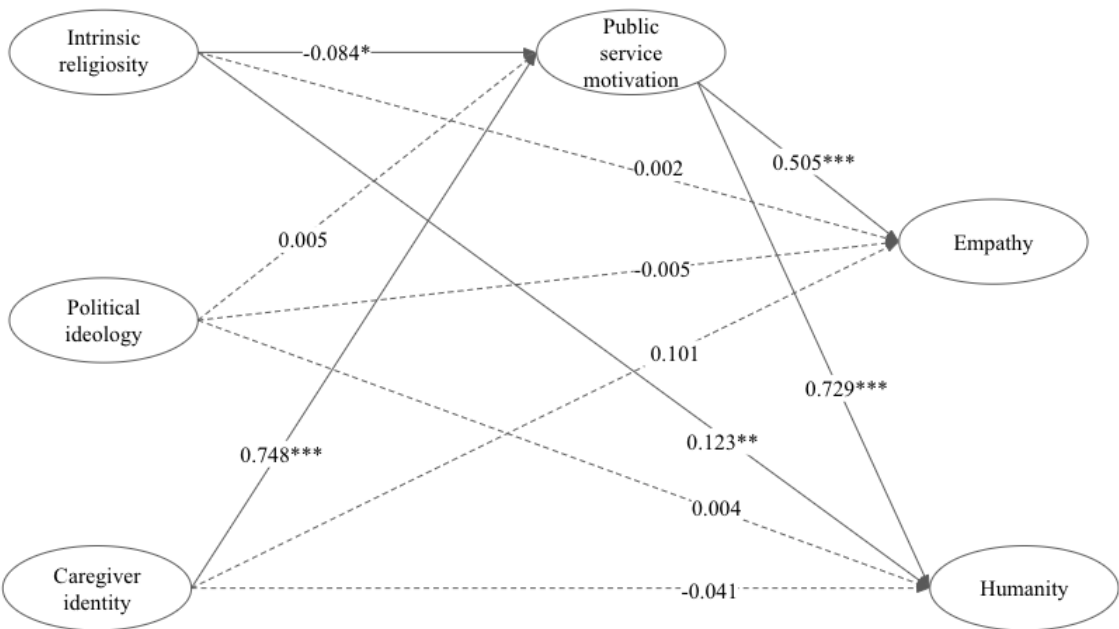 Intrinsic
religiosity
Public
service
motivation
-0.084*
0.002
0.505***
Empathy
0.005
-0.005
Political
ideology
0.101
0.729***
0.123**
0.748***
0.004
Caregiver
identity
-0.041
Humanity